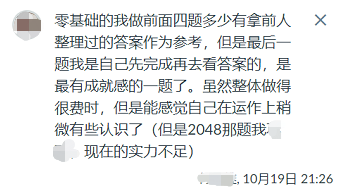 零基础的我做前面四题多少有拿前人
整理过的答案作为参考，但是最后一
题我是自己先完成再去看答案的，是
最有成就感的一题了。虽然整体做得
很费时，但是能感觉自己在运作上稍
微有些认识了（但是2048那题我
现在的实力不足）
, 10月19日 21:26